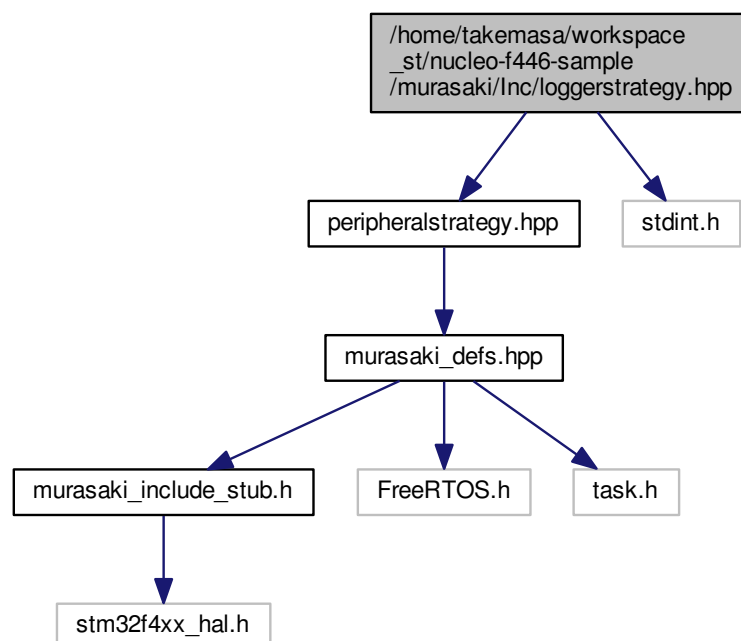 /home/takemasa/workspace
_st/nucleo-f446-sample
/murasaki/Inc/loggerstrategy.hpp
peripheralstrategy.hpp
stdint.h
murasaki_defs.hpp
murasaki_include_stub.h
FreeRTOS.h
task.h
stm32f4xx_hal.h